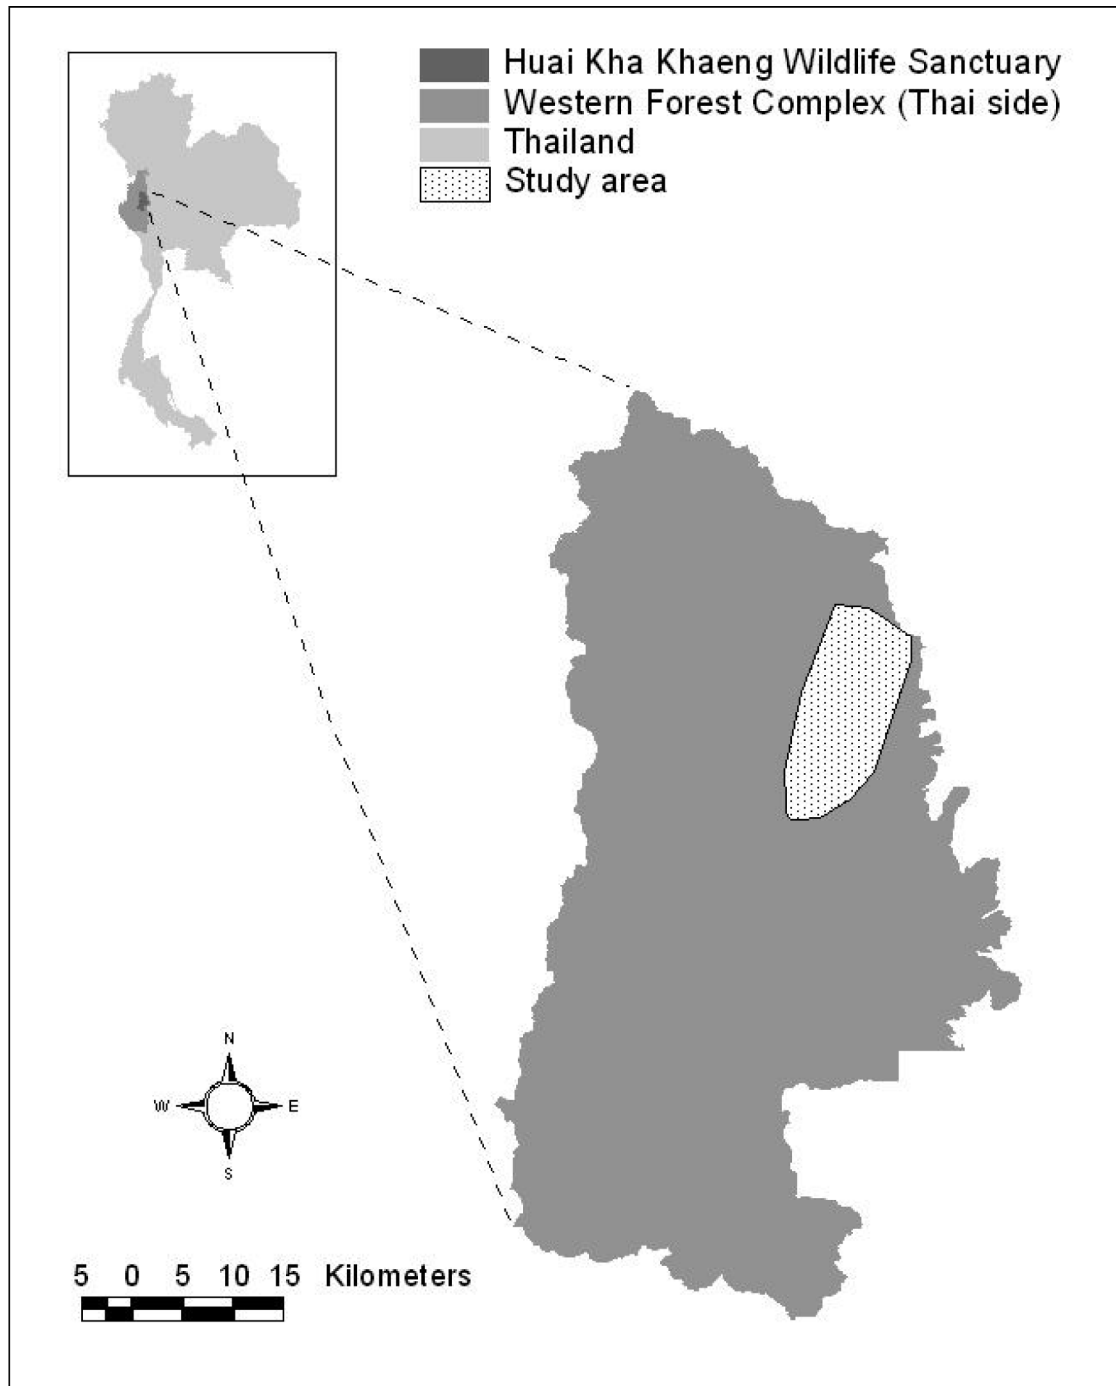 Huai Kha Khaeng Wildlife Sanctuary
Western Forest Complex (Thai side)
Thailand
Study area
N
W E
S
5 0 5 10 15 Kilometers